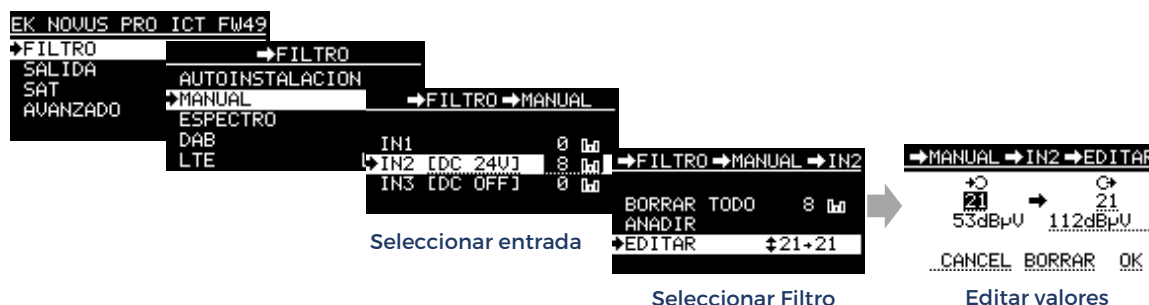 EK NOVUS PRO ICT FW49
➔FILTRO
SALIDA
SAT
AVANZADO
➔FILTRO
AUTOINSTALACION
➔MANUAL
ESPECTRO
DAB
LTE
➔FILTRO➔MANUAL
IN1 0
IN2 [DC 24V] 8
IN3 [DC OFF] 0
Seleccionar entrada
➔FILTRO➔MANUAL➔IN2
BORRAR TODO 8
ANADIR
➔EDITAR 21→21
Seleccionar Filtro
➔MANUAL➔IN2➔EDITAR
21 ➔ 21
53dBµV 112dBµV
CANCEL BORRAR OK
Editar valores